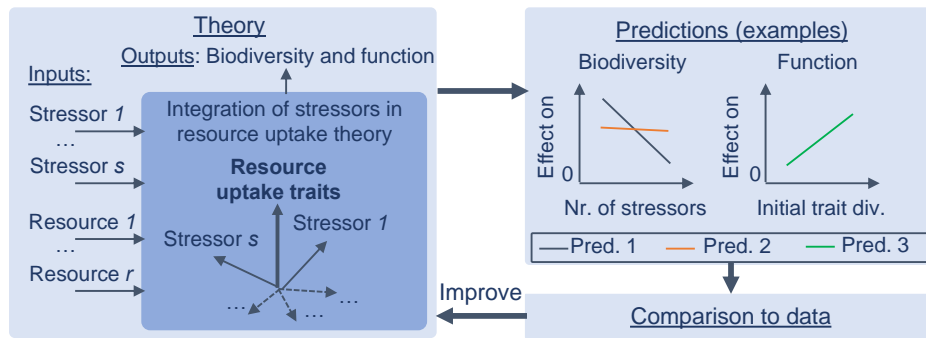 Theory
Outputs: Biodiversity and function
Inputs:
Stressor 1
…
Stressor s
Resource 1
…
Resource r
Integration of stressors in
resource uptake theory
Resource
uptake traits
Stressor 1
Stressor s
…
…
…
…
Predictions (examples)
Biodiversity
Effect on
0
Nr. of stressors
Function
Effect on
0
Initial trait div.
Pred. 1
Pred. 2
Pred. 3
Improve
Comparison to data